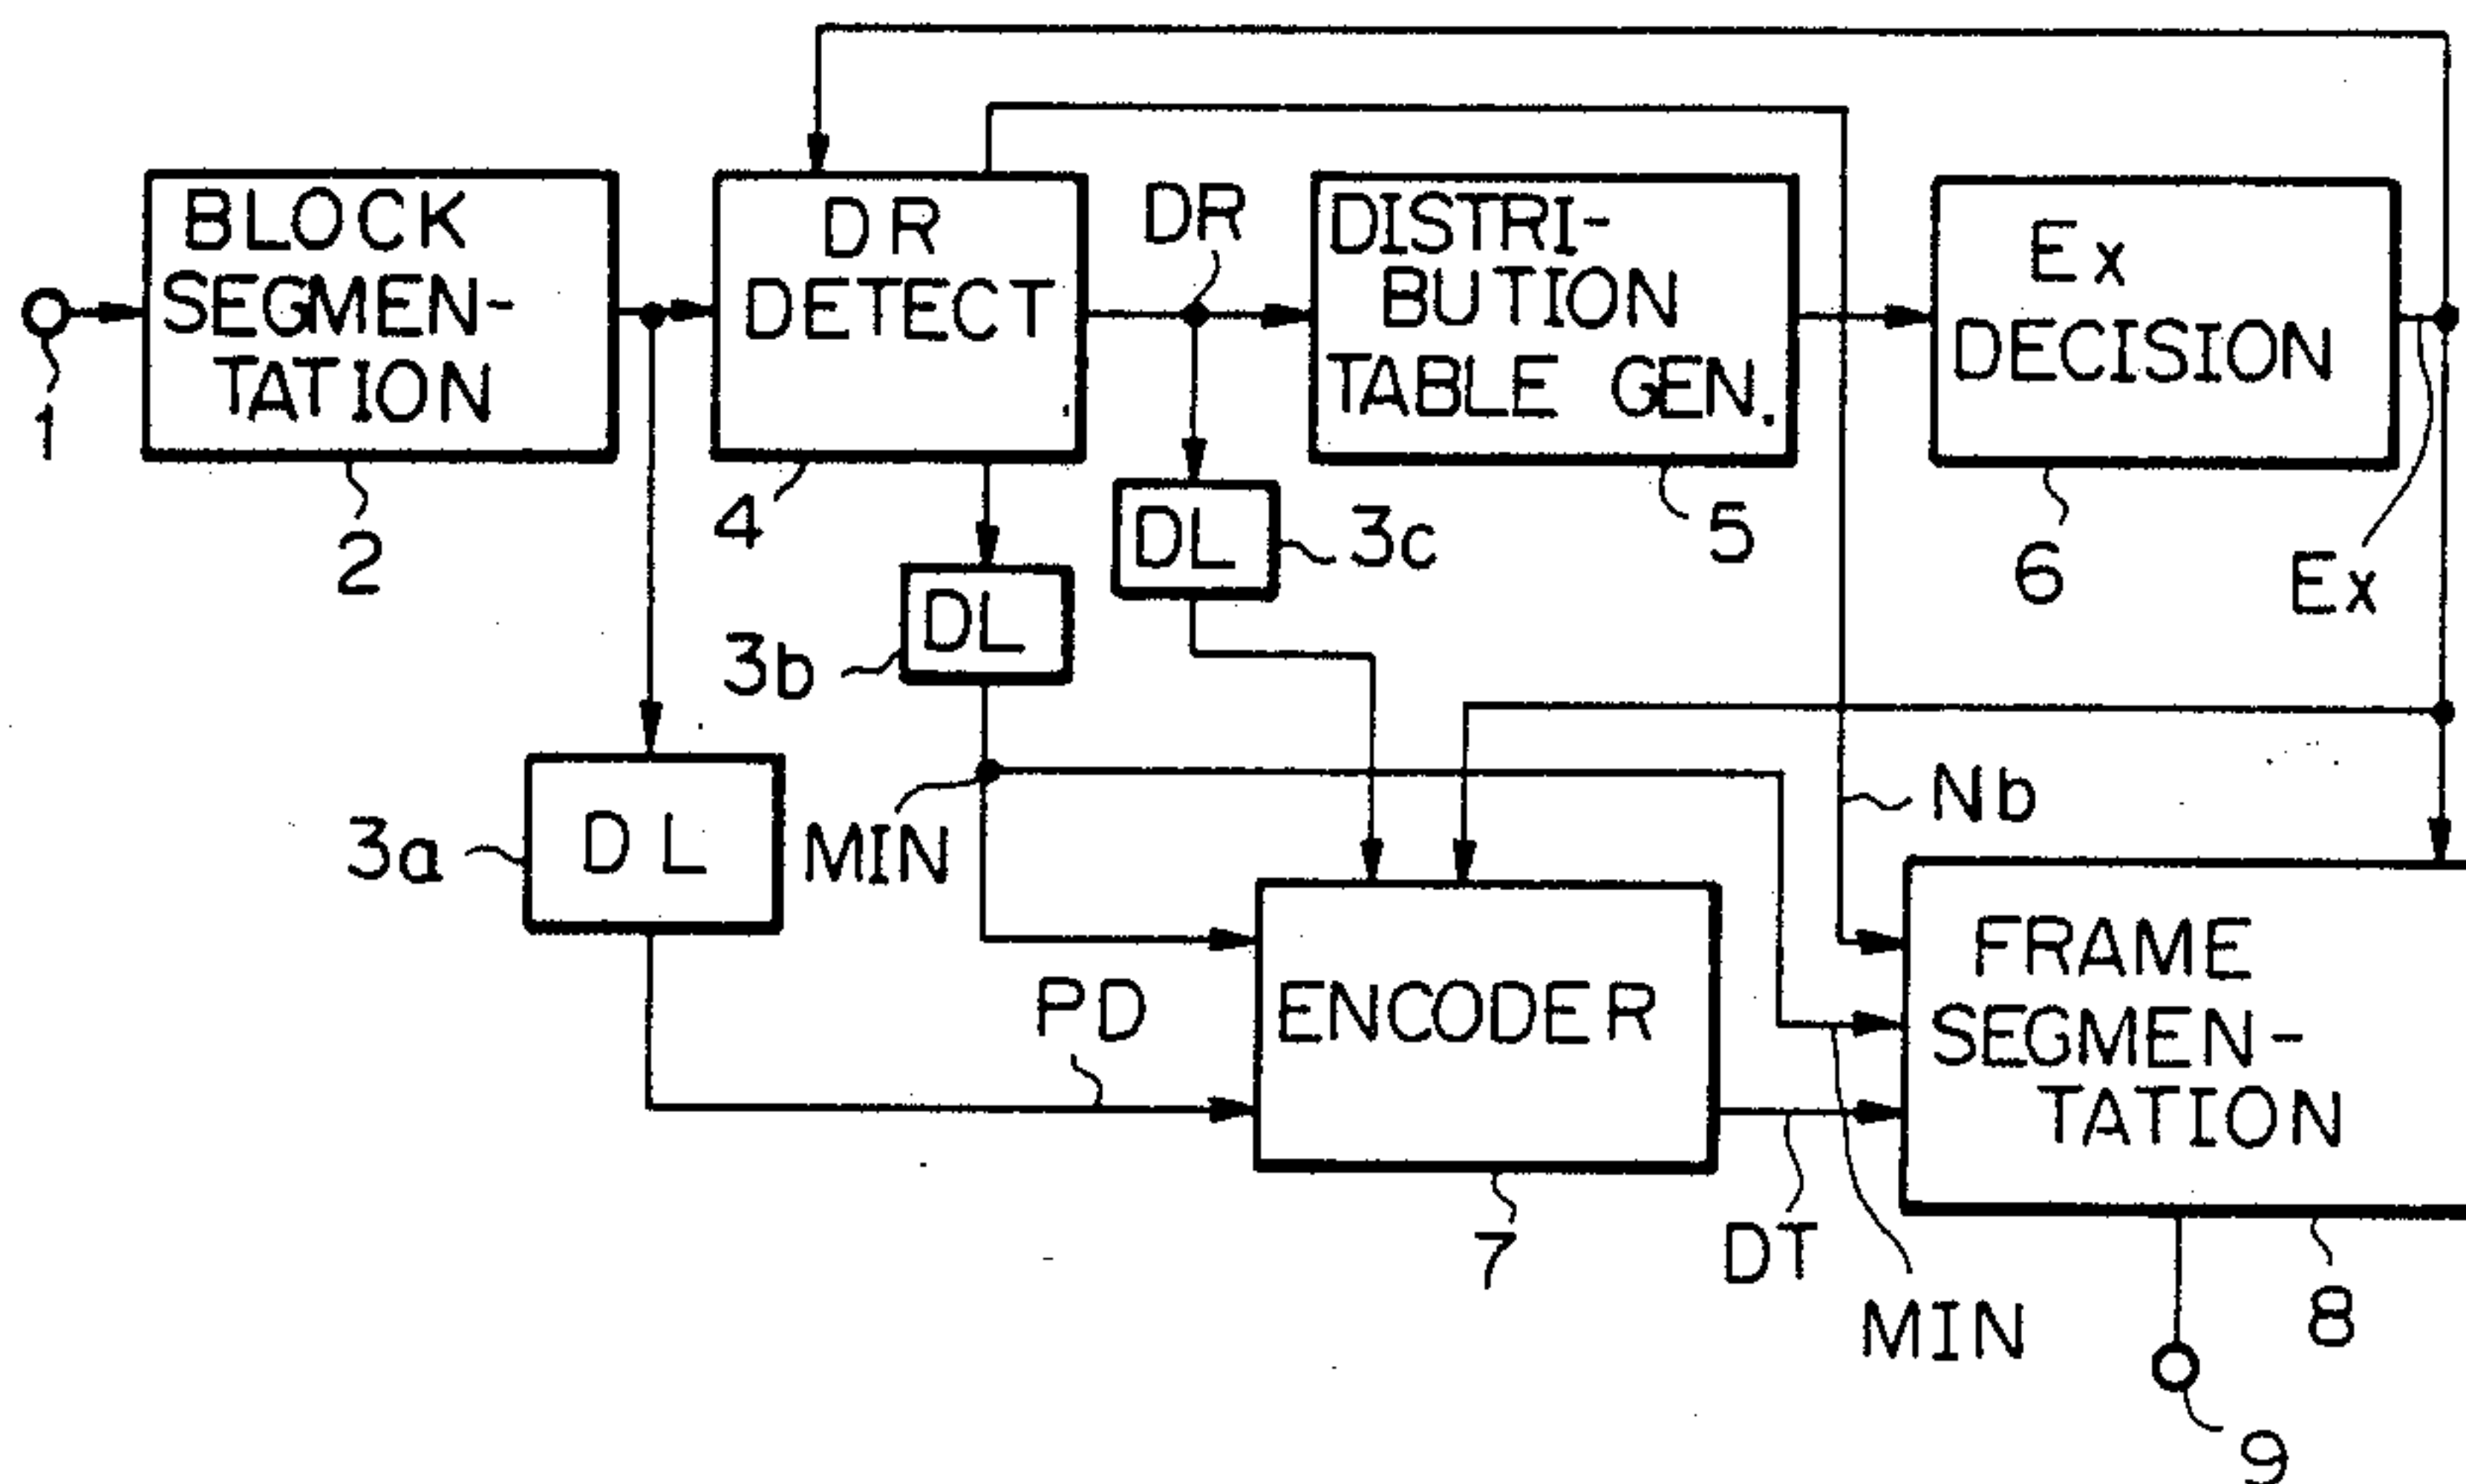 BLOCK
SEGMEN-
TATION
DR
DETECT
DR
DISTRI-
BUTION
TABLE GEN.
Ex
DECISION
1
2
4
DL
3c
5
6
Ex
DL
3b
DL
3a
MIN
Nb
PD
ENCODER
FRAME
SEGMEN-
TATION
7
DT
MIN
8
9